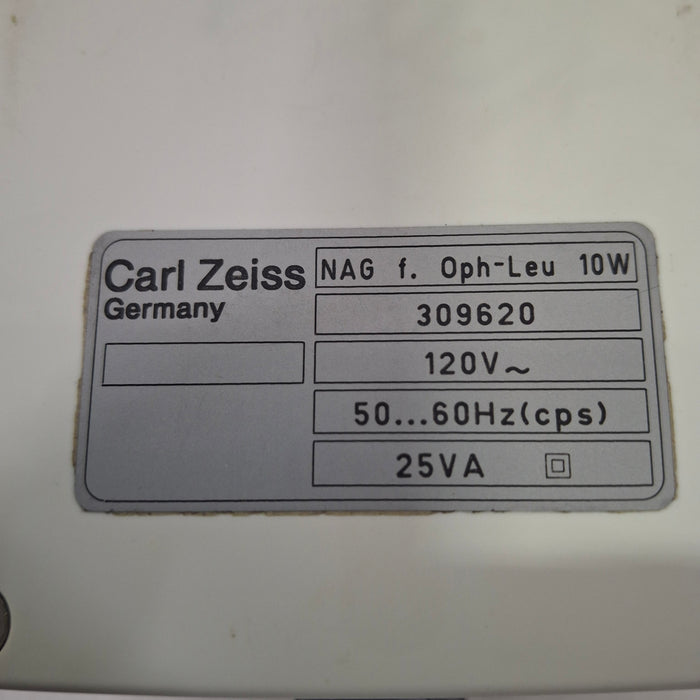 Carl Zeiss
Germany
NAG f. Oph-Leu 10W
309620
120V~
50...60Hz(cps)
25VA